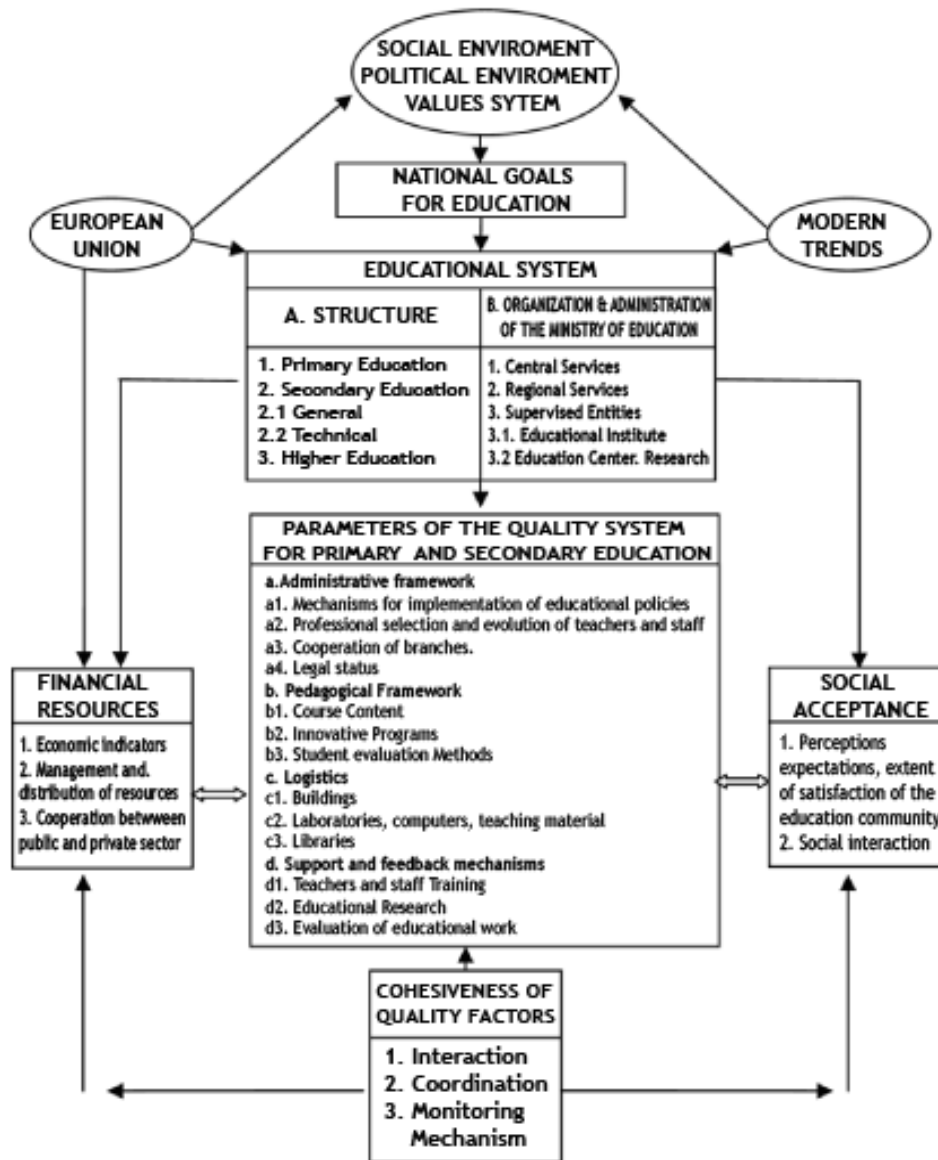 SOCIAL ENVIROMENT
POLITICAL ENVIROMENT
VALUES SYTEM
NATIONAL GOALS
FOR EDUCATION
EUROPEAN
UNION
MODERN
TRENDS
EDUCATIONAL SYSTEM
A. STRUCTURE
1. Primary Education
2. Secondary Education
2.1 General
2.2 Technical
3. Higher Education
B. ORGANIZATION & ADMINISTRATION
OF THE MINISTRY OF EDUCATION
1. Central Services
2. Regional Services
3. Supervised Entities
3.1. Educational Institute
3.2 Education Center. Research
PARAMETERS OF THE QUALITY SYSTEM
FOR PRIMARY AND SECONDARY EDUCATION
a.Administrative framework
a1. Mechanisms for implementation of educational policies
a2. Professional selection and evolution of teachers and staff
a3. Cooperation of branches.
a4. Legal status
b. Pedagogical Framework
b1. Course Content
b2. Innovative Programs
b3. Student evaluation Methods
c. Logistics
c1. Buildings
c2. Laboratories, computers, teaching material
c3. Libraries
d. Support and feedback mechanisms
d1. Teachers and staff Training
d2. Educational Research
d3. Evaluation of educational work
FINANCIAL
RESOURCES
1. Economic indicators
2. Management and.
distribution of resources
3. Cooperation betwween
public and private sector
SOCIAL
ACCEPTANCE
1. Perceptions
expectations, extent
of satisfaction of the
education community
2. Social interaction
COHESIVENESS OF
QUALITY FACTORS
1. Interaction
2. Coordination
3. Monitoring
Mechanism